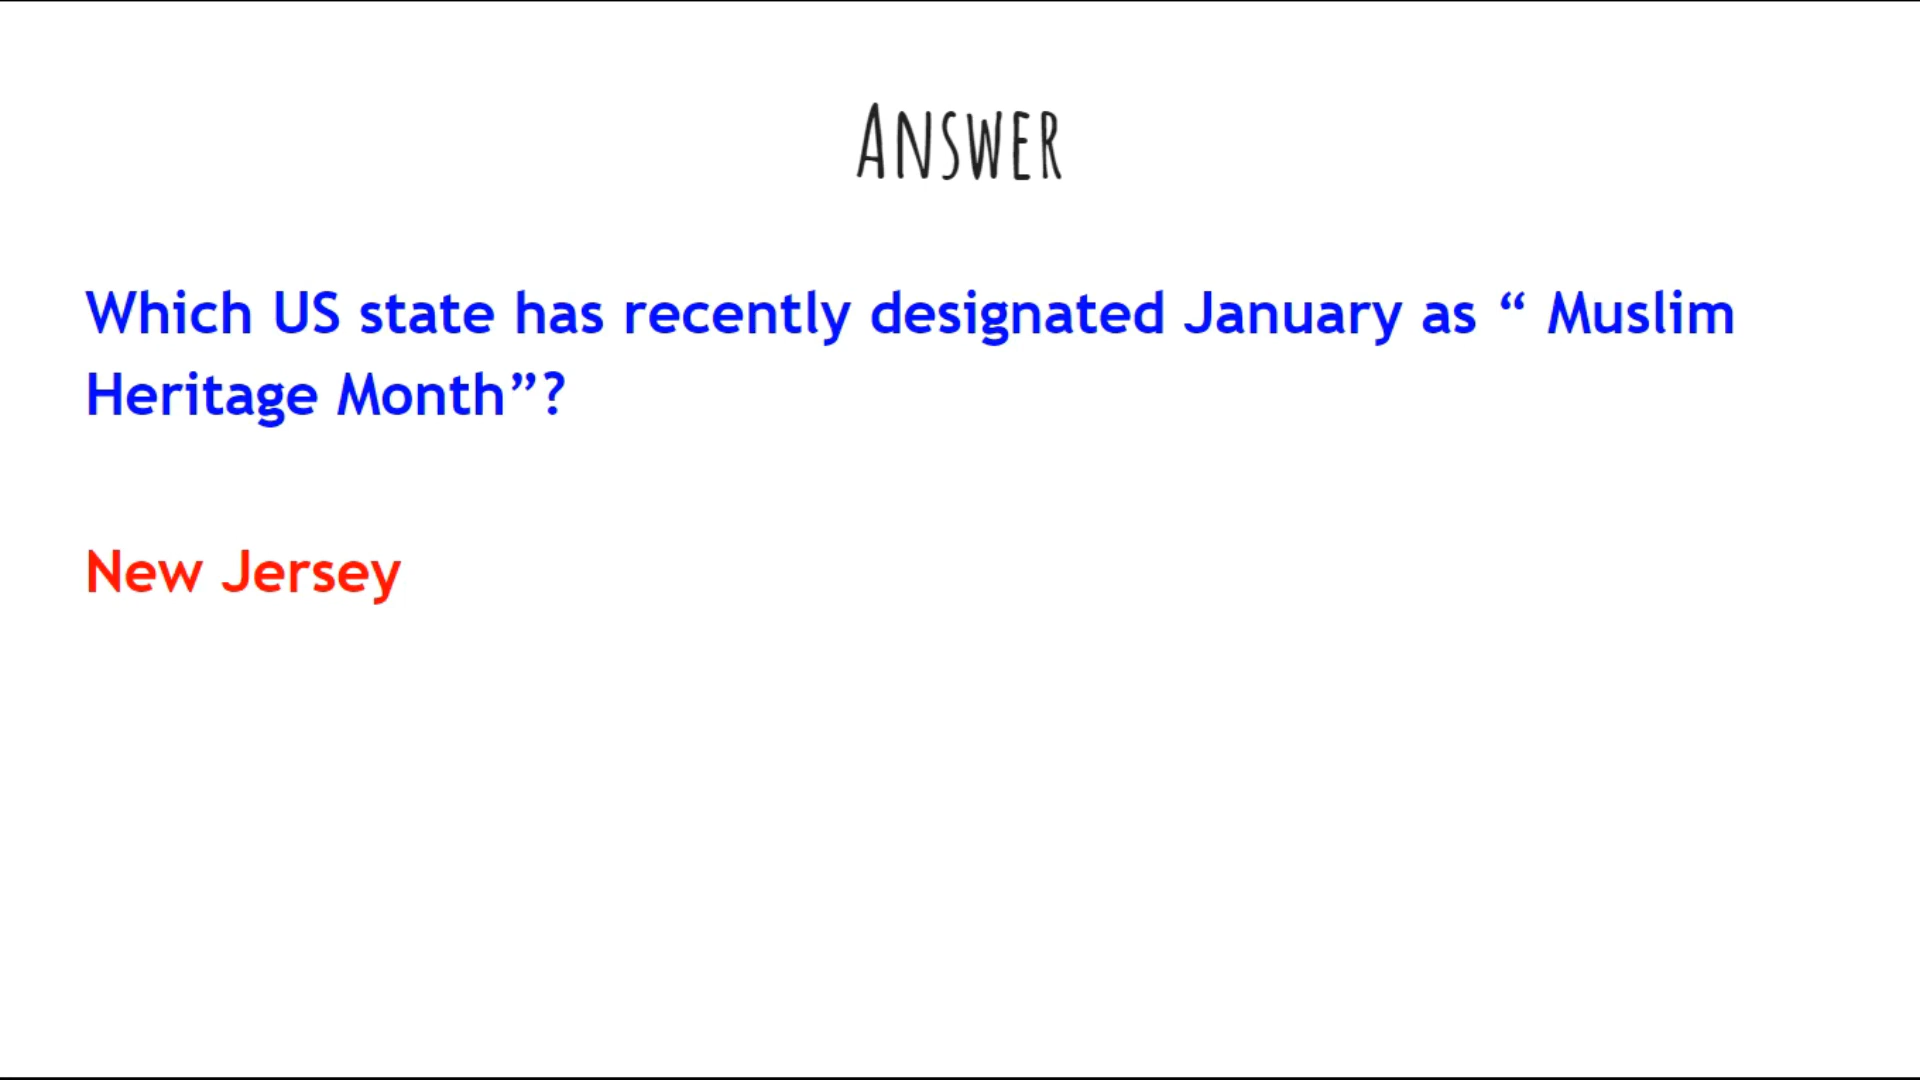 ANSWER
Which US state has recently designated January as “ Muslim
Heritage Month”?
New Jersey